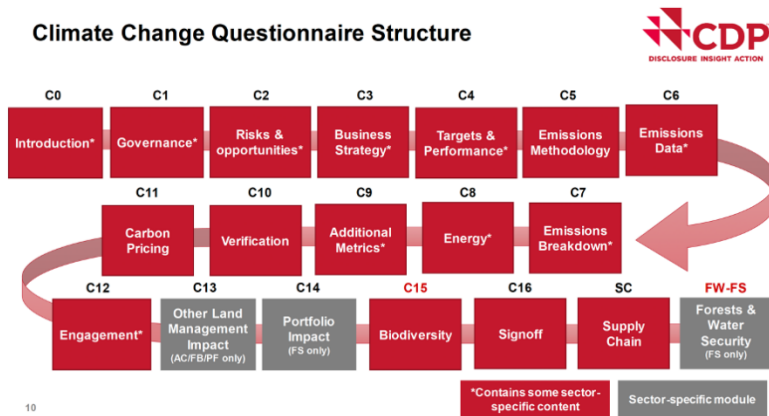 Climate Change Questionnaire Structure
CDP
DISCLOSURE INSIGHT ACTION
C0
C1
C2
C3
C4
C5
C6
Introduction*
Governance*
Risks &
opportunities*
Business
Strategy*
Targets &
Performance*
Emissions
Methodology
Emissions
Data*
C11
C10
C9
C8
C7
Carbon
Pricing
Verification
Additional
Metrics*
Energy*
Emissions
Breakdown*
C12
C13
C14
C15
C16
SC
FW-FS
Engagement*
Other Land
Management
Impact
(AC/FB/PF only)
Portfolio
Impact
(FS only)
Biodiversity
Signoff
Supply
Chain
Forests &
Water
Security
(FS only)
*Contains some sector-
specific content
Sector-specific module
10